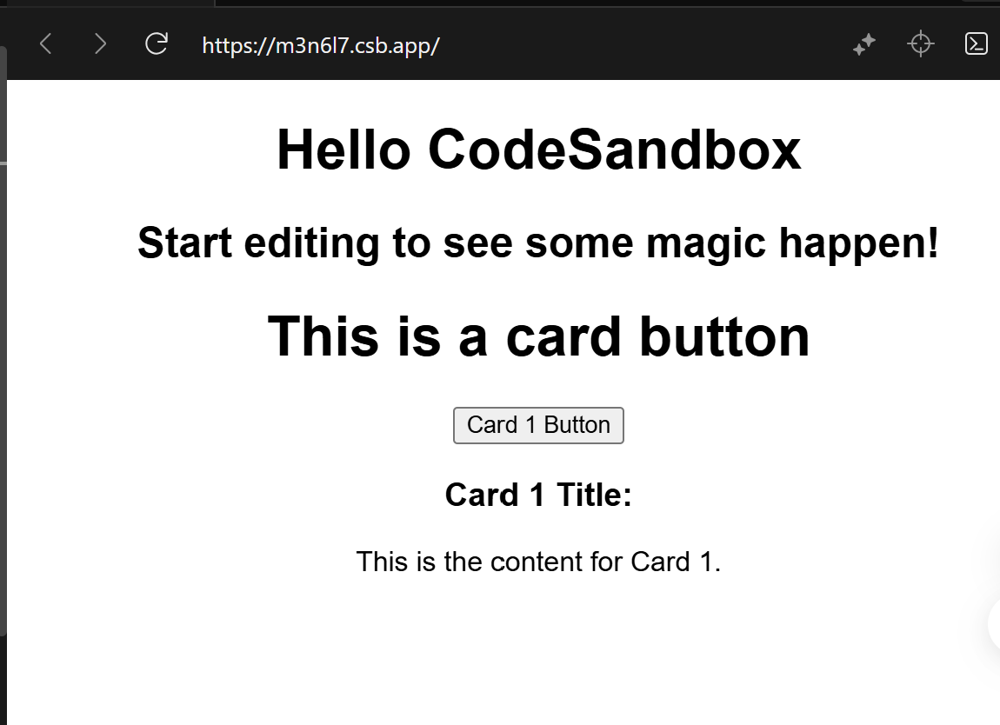 https://m3n6l7.csb.app/
Hello CodeSandbox
Start editing to see some magic happen!
This is a card button
Card 1 Button
Card 1 Title:
This is the content for Card 1.